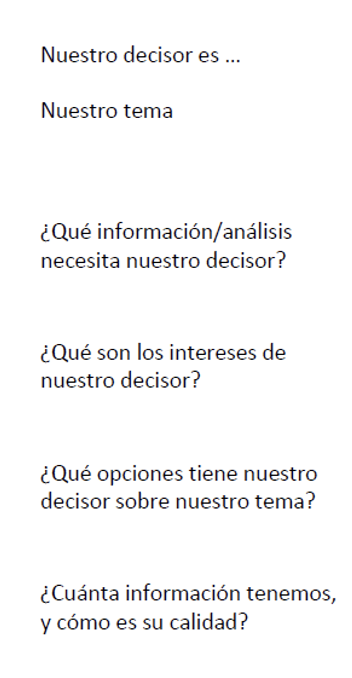 Nuestro decisor es ...
Nuestro tema
¿Qué información/análisis
necesita nuestro decisor?
¿Qué son los intereses de
nuestro decisor?
¿Qué opciones tiene nuestro
decisor sobre nuestro tema?
¿Cuánta información tenemos,
y cómo es su calidad?